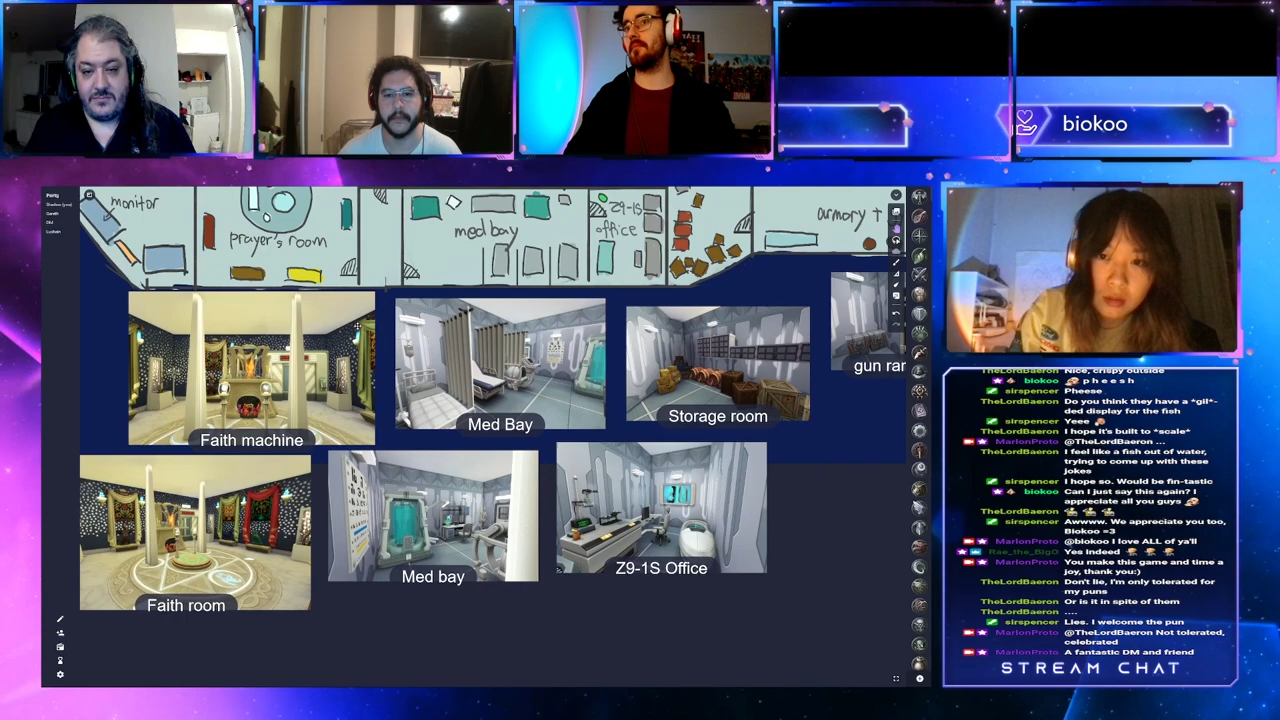 biokoo
Party
Shadow (you)
Gareth
Lushain
monitor
prayer's room
med bay
Z9-1S
office
armory
Faith machine
Med Bay
Storage room
gun ran
Faith room
Med bay
Z9-1S Office
TheLordBaeron Nice, crispy outside
biokoo p h e e s h
sirspencer Pheese
TheLordBaeron Do you think they have a *gil*-
ded display for the fish
sirspencer Yeee
TheLordBaeron I hope it's built to *scale*
MarlonProto @TheLordBaeron ...
TheLordBaeron I feel like a fish out of water,
trying to come up with these
jokes
sirspencer I hope so. Would be fin-tastic
biokoo Can I just say this again? I
appreciate all you guys
TheLordBaeron
sirspencer Awwww. We appreciate you too,
Biokoo =3
MarlonProto @biokoo I love ALL of ya'll
Rae_the_BigO Yes indeed
MarlonProto You make this game and time a
joy, thank you:)
TheLordBaeron Don't lie, I'm only tolerated for
my puns
TheLordBaeron Or is it in spite of them
TheLordBaeron ....
sirspencer Lies. I welcome the pun
MarlonProto @TheLordBaeron Not tolerated,
celebrated
MarlonProto A fantastic DM and friend
STREAM CHAT